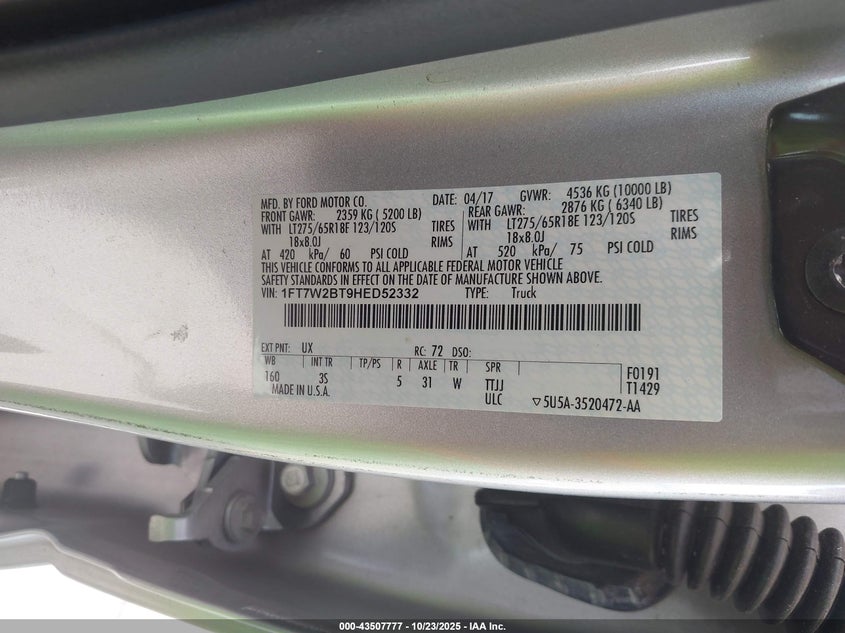 MFD. BY FORD MOTOR CO. DATE: 04/17 GVWR: 4536 KG (10000 LB)
FRONT GAWR: 2359 KG ( 5200 LB) REAR GAWR: 2876 KG ( 6340 LB)
WITH LT275/65R18E 123/120S TIRES WITH LT275/65R18E 123/120S TIRES
18x8.0J RIMS 18x8.0J RIMS
AT 420 kPa/ 60 PSI COLD AT 520 kPa/ 75 PSI COLD
THIS VEHICLE CONFORMS TO ALL APPLICABLE FEDERAL MOTOR VEHICLE
SAFETY STANDARDS IN EFFECT ON THE DATE OF MANUFACTURE SHOWN ABOVE.
VIN: 1FT7W2BT9HED52332 TYPE: Truck
EXT PNT: UX RC: 72 DSO:
WB INT TR TP/PS R AXLE TR SPR
160 35 5 31 W TTJJ F0191
MADE IN U.S.A. ULC T1429
▽5U5A-3520472-AA
000-43507777 - 10/23/2025 - IAA Inc.